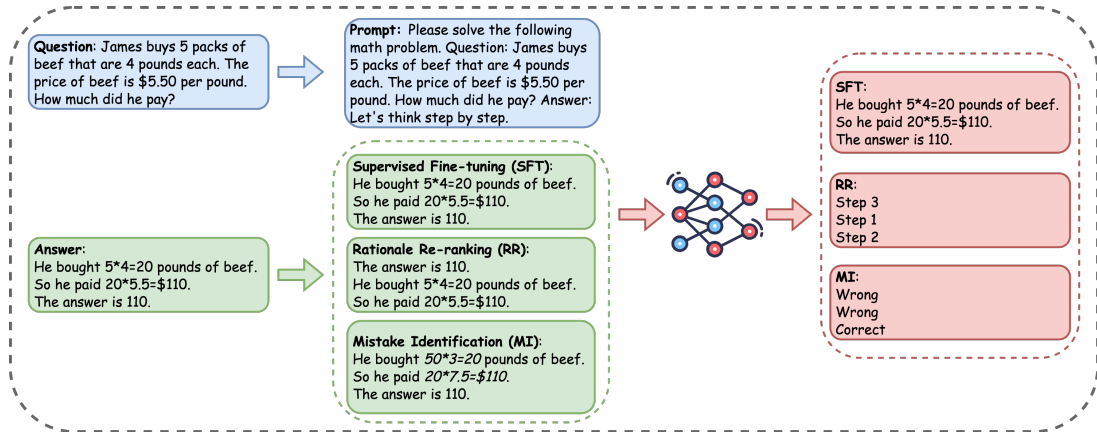 Question: James buys 5 packs of
beef that are 4 pounds each. The
price of beef is $5.50 per pound.
How much did he pay?
Prompt: Please solve the following
math problem. Question: James buys
5 packs of beef that are 4 pounds
each. The price of beef is $5.50 per
pound. How much did he pay? Answer:
Let's think step by step.
Answer:
He bought 5*4=20 pounds of beef.
So he paid 20*5.5=$110.
The answer is 110.
Supervised Fine-tuning (SFT):
He bought 5*4=20 pounds of beef.
So he paid 20*5.5=$110.
The answer is 110.
Rationale Re-ranking (RR):
The answer is 110.
He bought 5*4=20 pounds of beef.
So he paid 20*5.5=$110.
Mistake Identification (MI):
He bought 50*3=20 pounds of beef.
So he paid 20*7.5=$110.
The answer is 110.
SFT:
He bought 5*4=20 pounds of beef.
So he paid 20*5.5=$110.
The answer is 110.
RR:
Step 3
Step 1
Step 2
MI:
Wrong
Wrong
Correct